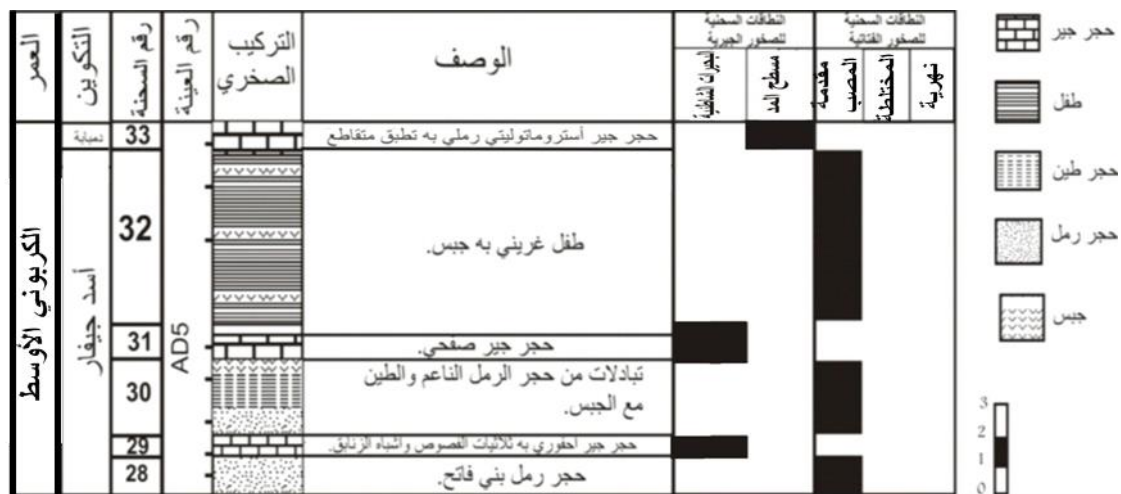 العمر
التكوين
رقم السحنة
رقم العينة
التركيب الصخري
الوصف
النطاقات السحنية للصخور الجيرية
النطاقات السحنية للصخور الفتاتية
البحيرات الشاطئية
مسطح المد
مقدمة المصب
المختلطة
نهرية
الكربوني الأوسط
دمبابة
أسد جيفار
AD5
33
حجر جير أستروماتوليتي رملي به تطبق متقاطع
32
طفل غريني به جبس.
31
حجر جير صفحي.
30
تبادلات من حجر الرمل الناعم والطين
مع الجبس.
29
حجر جير أحفوري به ثلاثيات الفصوص وأشباه الزنابق.
28
حجر رمل بني فاتح.
حجر جير
طفل
حجر طين
حجر رمل
جبس
3
2
1
0